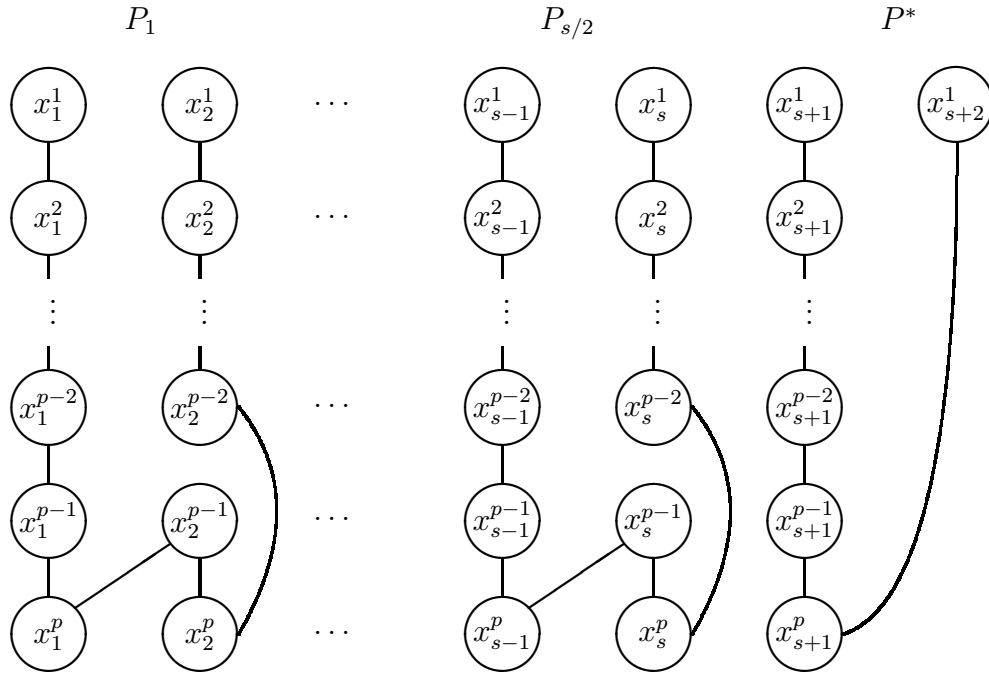 P_1 P_{s/2} P*
x_1^1 x_2^1 ⋯ x_{s-1}^1 x_s^1 x_{s+1}^1 x_{s+2}^1
x_1^2 x_2^2 ⋯ x_{s-1}^2 x_s^2 x_{s+1}^2
⋮ ⋮ ⋮ ⋮ ⋮
x_1^{p-2} x_2^{p-2} ⋯ x_{s-1}^{p-2} x_s^{p-2} x_{s+1}^{p-2}
x_1^{p-1} x_2^{p-1} ⋯ x_{s-1}^{p-1} x_s^{p-1} x_{s+1}^{p-1}
x_1^p x_2^p ⋯ x_{s-1}^p x_s^p x_{s+1}^p